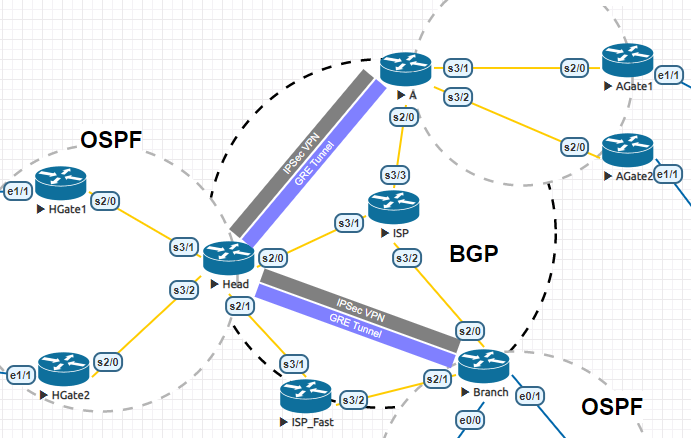 A
s3/1
s2/0
AGate1
e1/1
s3/2
s2/0
s2/0
AGate2
e1/1
OSPF
IPSec VPN
GRE Tunnel
e1/1
HGate1
s2/0
s3/3
ISP
s3/1
s3/2
BGP
s3/1
Head
s2/0
s3/2
s2/1
IPSec VPN
GRE Tunnel
s2/0
e1/1
HGate2
s2/0
s3/1
ISP_Fast
s3/2
s2/1
Branch
e0/1
e0/0
OSPF